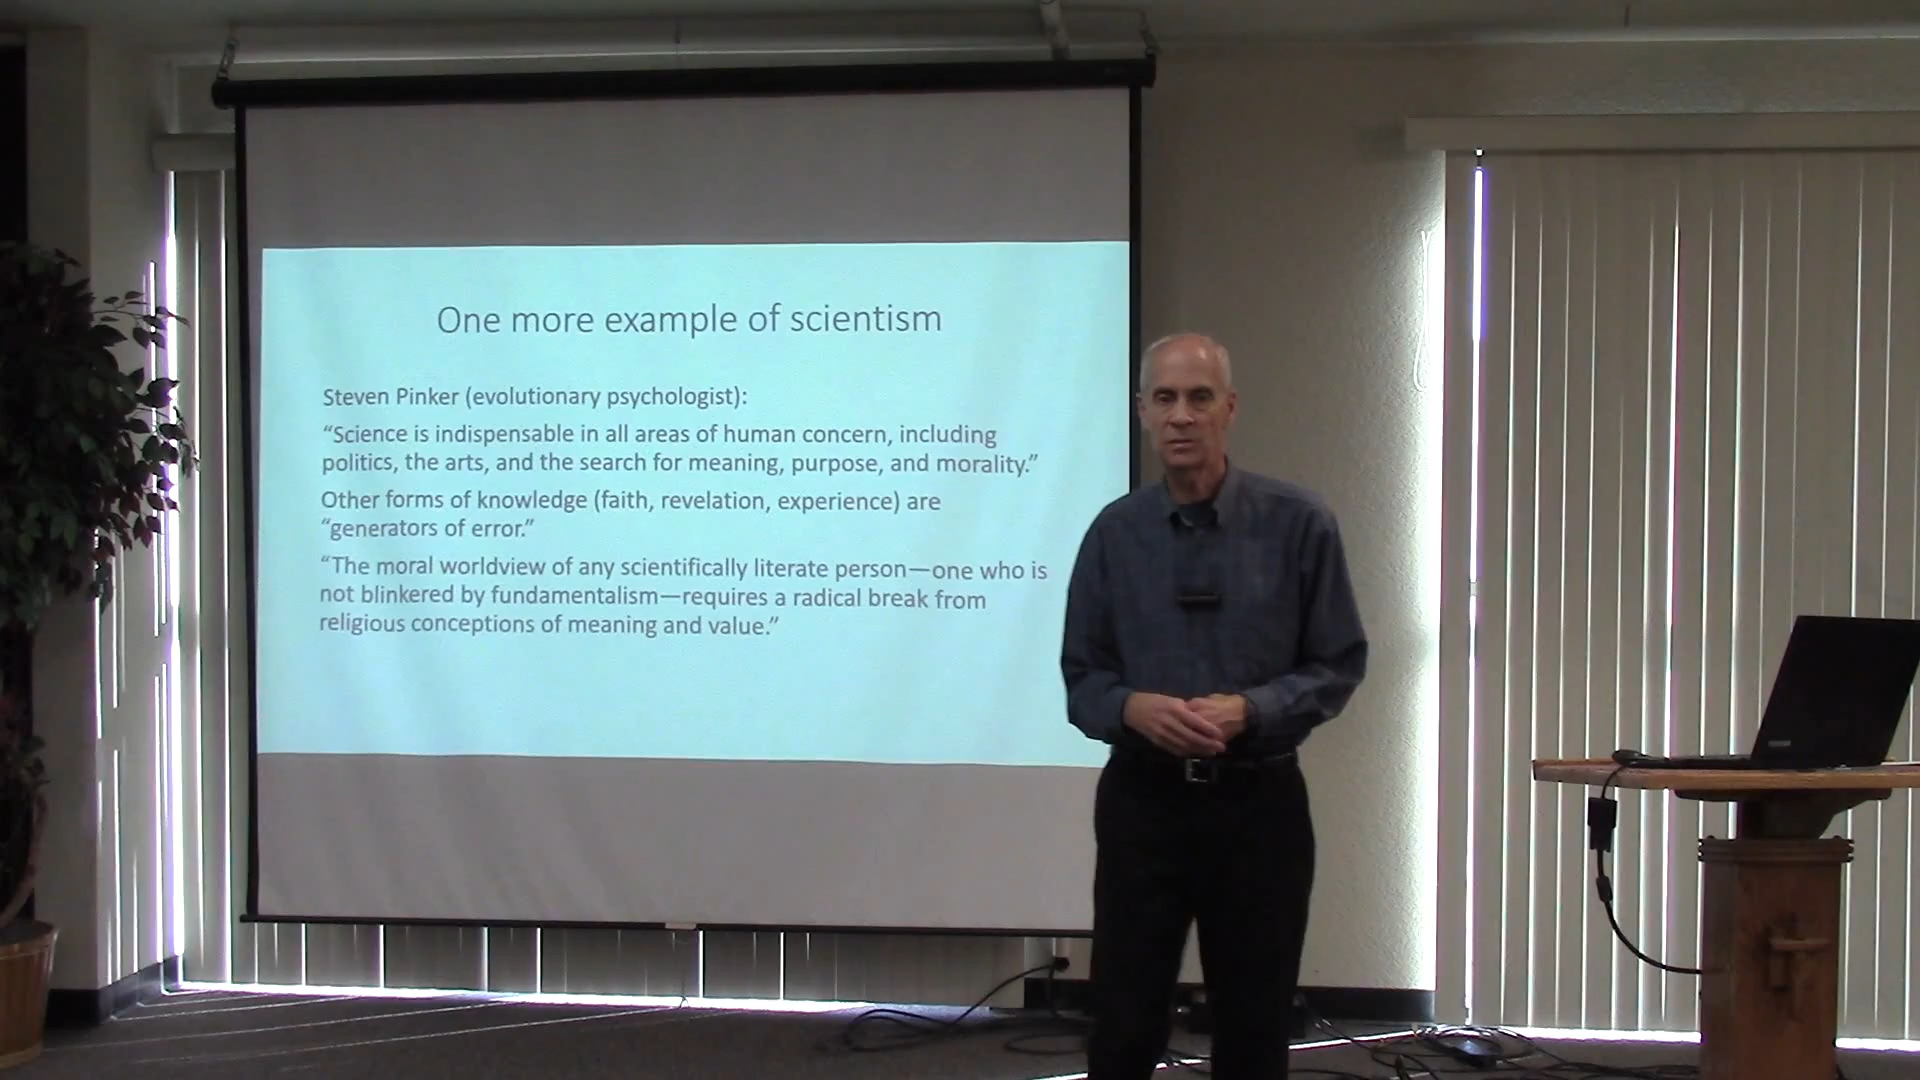 One more example of scientism
Steven Pinker (evolutionary psychologist):
“Science is indispensable in all areas of human concern, including
politics, the arts, and the search for meaning, purpose, and morality.”
Other forms of knowledge (faith, revelation, experience) are
“generators of error.”
“The moral worldview of any scientifically literate person—one who is
not blinkered by fundamentalism—requires a radical break from
religious conceptions of meaning and value.”